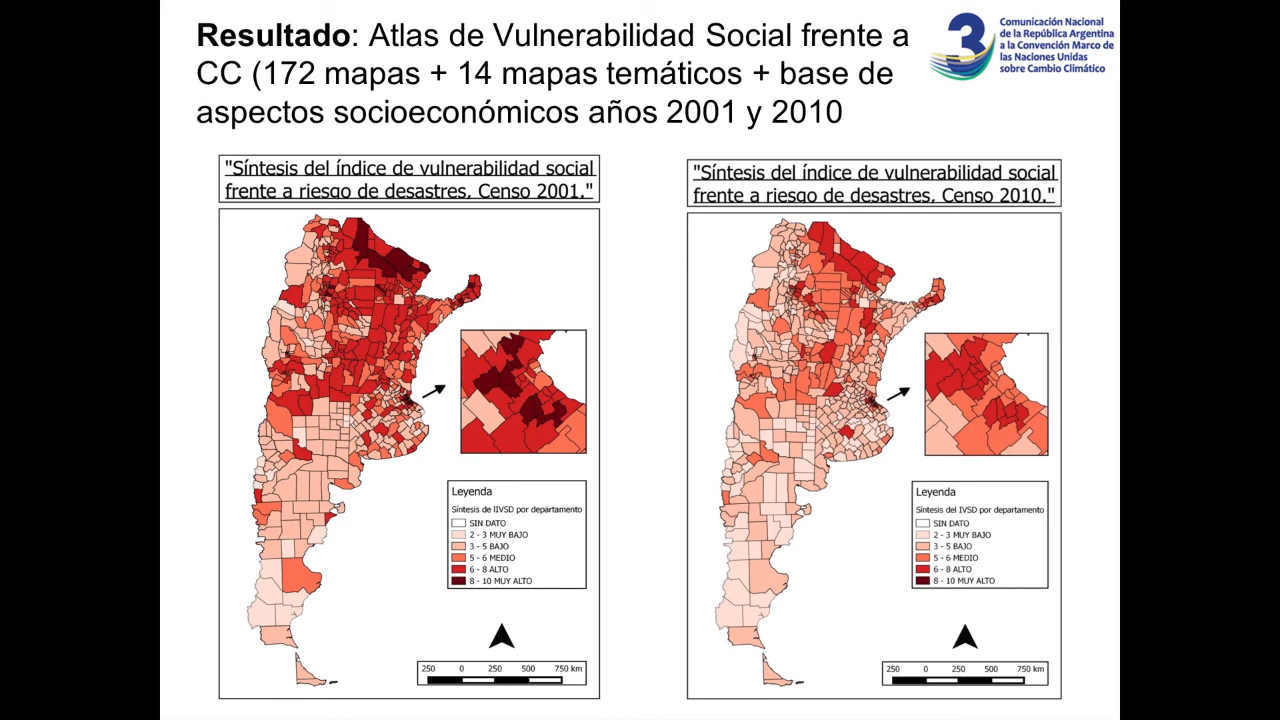 Resultado: Atlas de Vulnerabilidad Social frente a
CC (172 mapas + 14 mapas temáticos + base de
aspectos socioeconómicos años 2001 y 2010
3
Comunicación Nacional
de la República Argentina
a la Convención Marco de
las Naciones Unidas
sobre Cambio Climático
"Síntesis del índice de vulnerabilidad social
frente a riesgo de desastres, Censo 2001."
Leyenda
Síntesis de lIVSD por departamento
SIN DATO
2 - 3 MUY BAJO
3 - 5 BAJO
5 - 6 MEDIO
6 - 8 ALTO
8 - 10 MUY ALTO
250 0 250 500 750 km
"Síntesis del índice de vulnerabilidad social
frente a riesgo de desastres, Censo 2010."
Leyenda
Síntesis del IVSD por departamento
SIN DATO
2 - 3 MUY BAJO
3 - 5 BAJO
5 - 6 MEDIO
6 - 8 ALTO
8 - 10 MUY ALTO
250 0 250 500 750 km